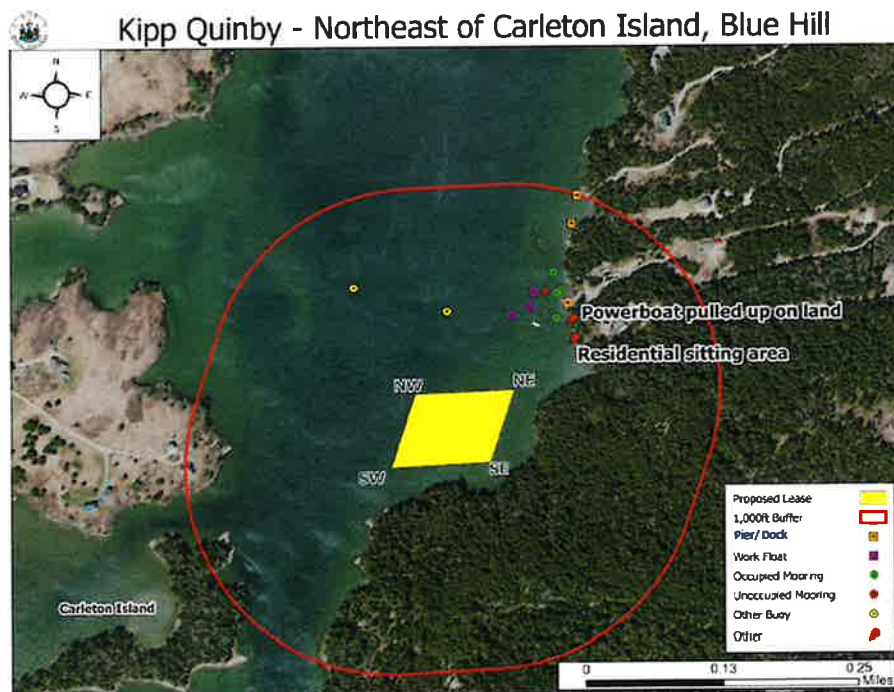 Kipp Quinby - Northeast of Carleton Island, Blue Hill
N
W E
S
Powerboat pulled up on land
Residential sitting area
NW NE
SW SE
Carleton Island
Proposed Lease
1,000ft Buffer
Pier/ Dock
Work Float
Occupied Mooring
Unoccupied Mooring
Other Buoy
Other
0 0.13 0.25
Miles